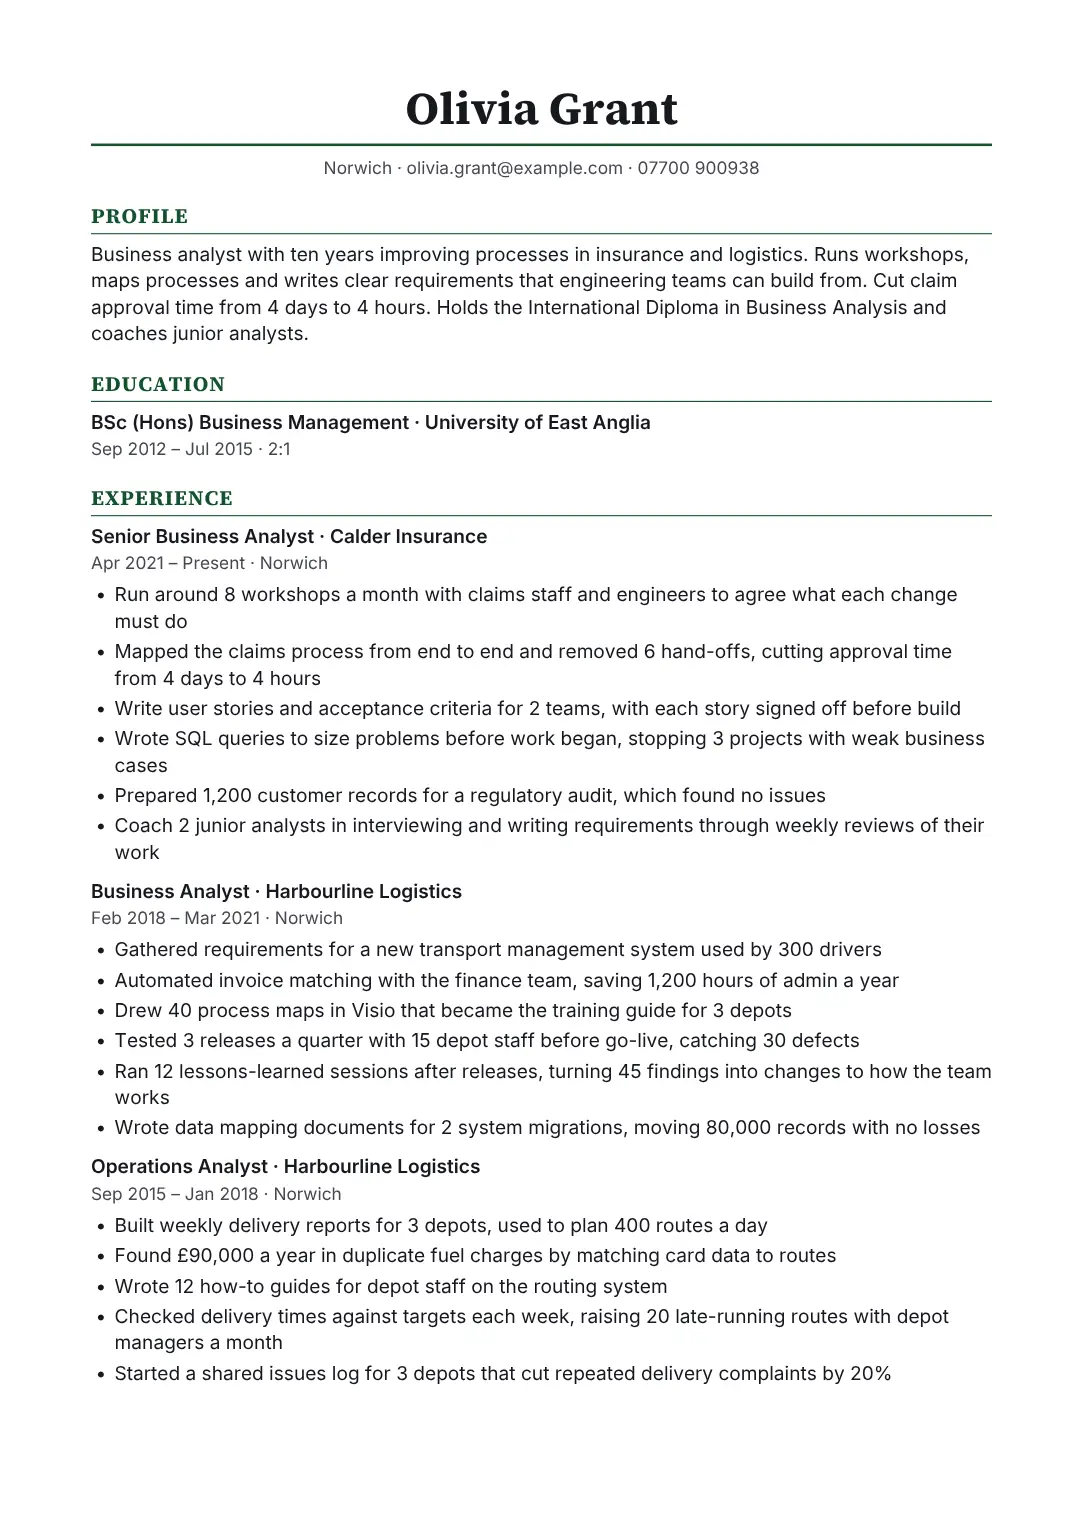 Olivia Grant
Norwich · olivia.grant@example.com · 07700 900938
PROFILE
Business analyst with ten years improving processes in insurance and logistics. Runs workshops,
maps processes and writes clear requirements that engineering teams can build from. Cut claim
approval time from 4 days to 4 hours. Holds the International Diploma in Business Analysis and
coaches junior analysts.
EDUCATION
BSc (Hons) Business Management · University of East Anglia
Sep 2012 – Jul 2015 · 2:1
EXPERIENCE
Senior Business Analyst · Calder Insurance
Apr 2021 – Present · Norwich
• Run around 8 workshops a month with claims staff and engineers to agree what each change
must do
• Mapped the claims process from end to end and removed 6 hand-offs, cutting approval time
from 4 days to 4 hours
• Write user stories and acceptance criteria for 2 teams, with each story signed off before build
• Wrote SQL queries to size problems before work began, stopping 3 projects with weak business
cases
• Prepared 1,200 customer records for a regulatory audit, which found no issues
• Coach 2 junior analysts in interviewing and writing requirements through weekly reviews of their
work
Business Analyst · Harbourline Logistics
Feb 2018 – Mar 2021 · Norwich
• Gathered requirements for a new transport management system used by 300 drivers
• Automated invoice matching with the finance team, saving 1,200 hours of admin a year
• Drew 40 process maps in Visio that became the training guide for 3 depots
• Tested 3 releases a quarter with 15 depot staff before go-live, catching 30 defects
• Ran 12 lessons-learned sessions after releases, turning 45 findings into changes to how the team
works
• Wrote data mapping documents for 2 system migrations, moving 80,000 records with no losses
Operations Analyst · Harbourline Logistics
Sep 2015 – Jan 2018 · Norwich
• Built weekly delivery reports for 3 depots, used to plan 400 routes a day
• Found £90,000 a year in duplicate fuel charges by matching card data to routes
• Wrote 12 how-to guides for depot staff on the routing system
• Checked delivery times against targets each week, raising 20 late-running routes with depot
managers a month
• Started a shared issues log for 3 depots that cut repeated delivery complaints by 20%